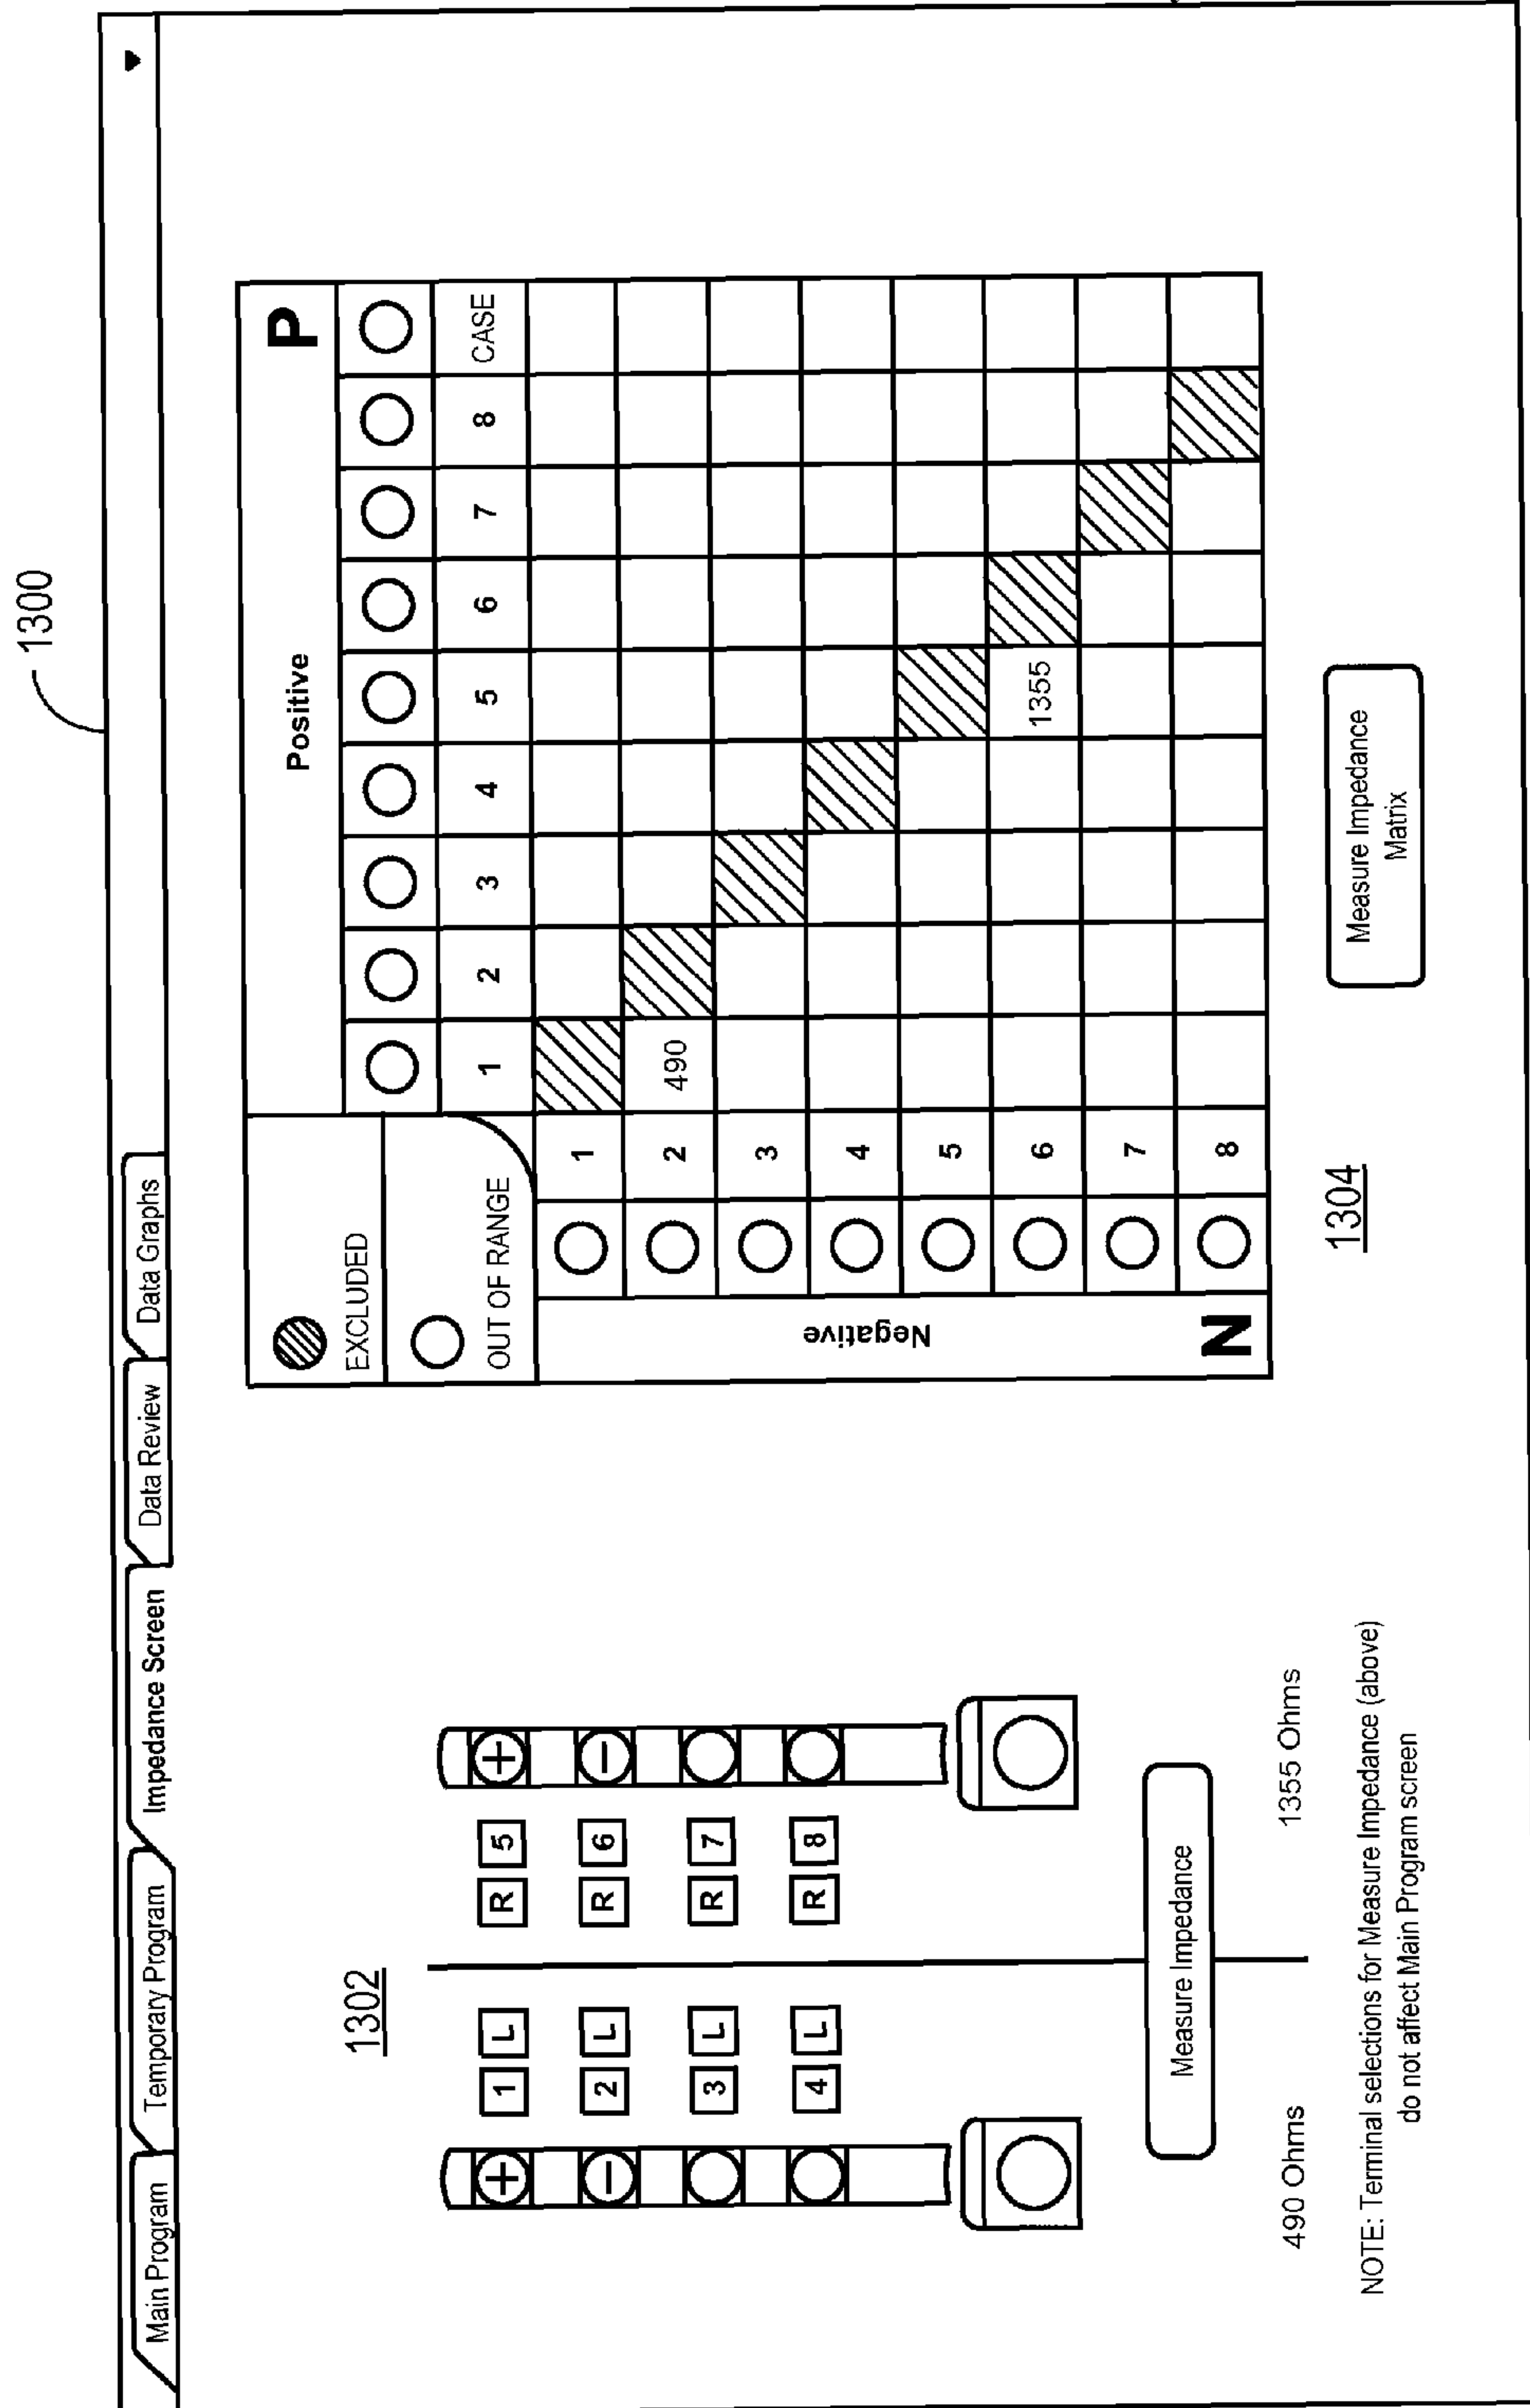 1300
Main Program
Temporary Program
Impedance Screen
Data Review
Data Graphs
1302
1 L R 5
2 L R 6
3 L R 7
4 L R 8
+ +
− −
Measure Impedance
490 Ohms 1355 Ohms
NOTE: Terminal selections for Measure Impedance (above)
do not affect Main Program screen
EXCLUDED
OUT OF RANGE
Positive P
1 2 3 4 5 6 7 8 CASE
Negative
N
1
2 490
3
4
5
6 1355
7
8
1304
Measure Impedance
Matrix